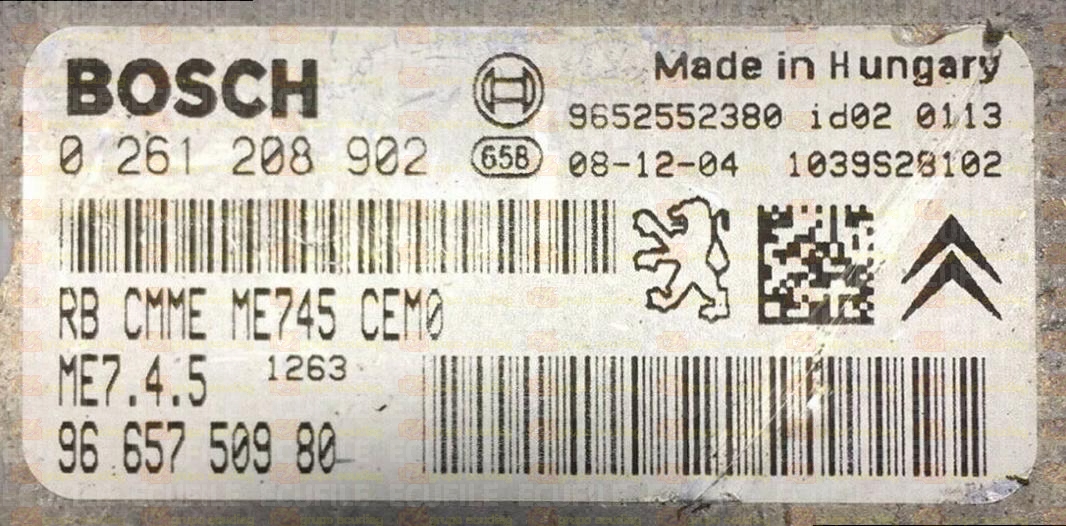 BOSCH
Made in Hungary
9652552380 id02 0113
0 261 208 902
65B 08-12-04 1039S28102
RB CMME ME745 CEM0
ME7.4.5 1263
96 657 509 80